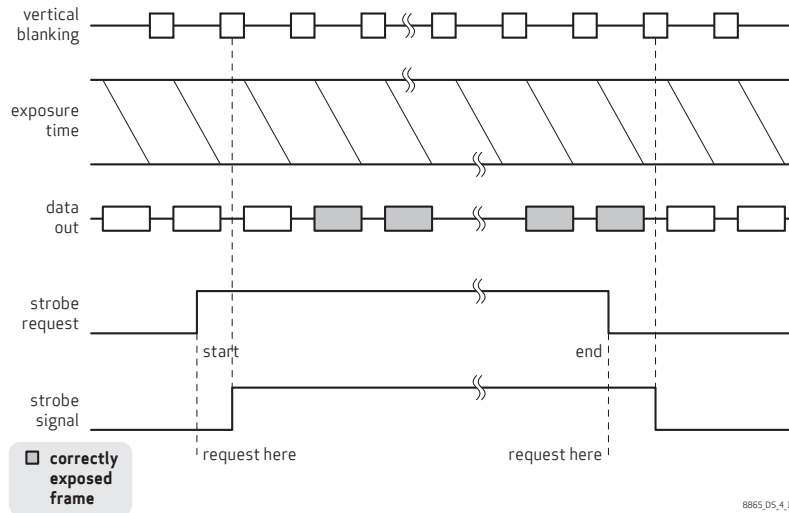 vertical
blanking
exposure
time
data
out
strobe
request
start
end
strobe
signal
request here
request here
correctly
exposed
frame